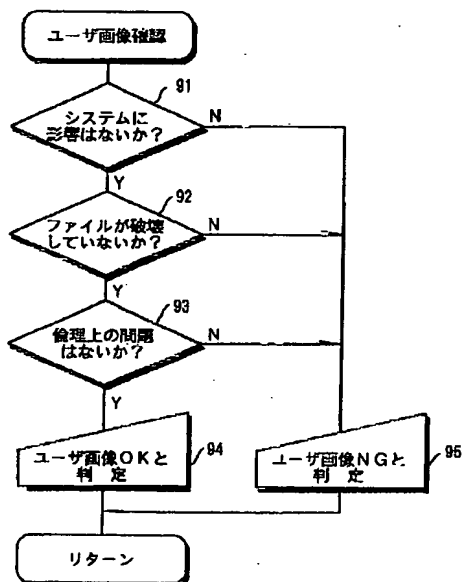 ユーザ画像確認
91
システムに
影響はないか?
N
Y
92
ファイルが破壊
していないか?
N
Y
93
倫理上の問題
はないか?
N
Y
ユーザ画像OKと
判 定
94
ユーザ画像NGと
判 定
95
リターン